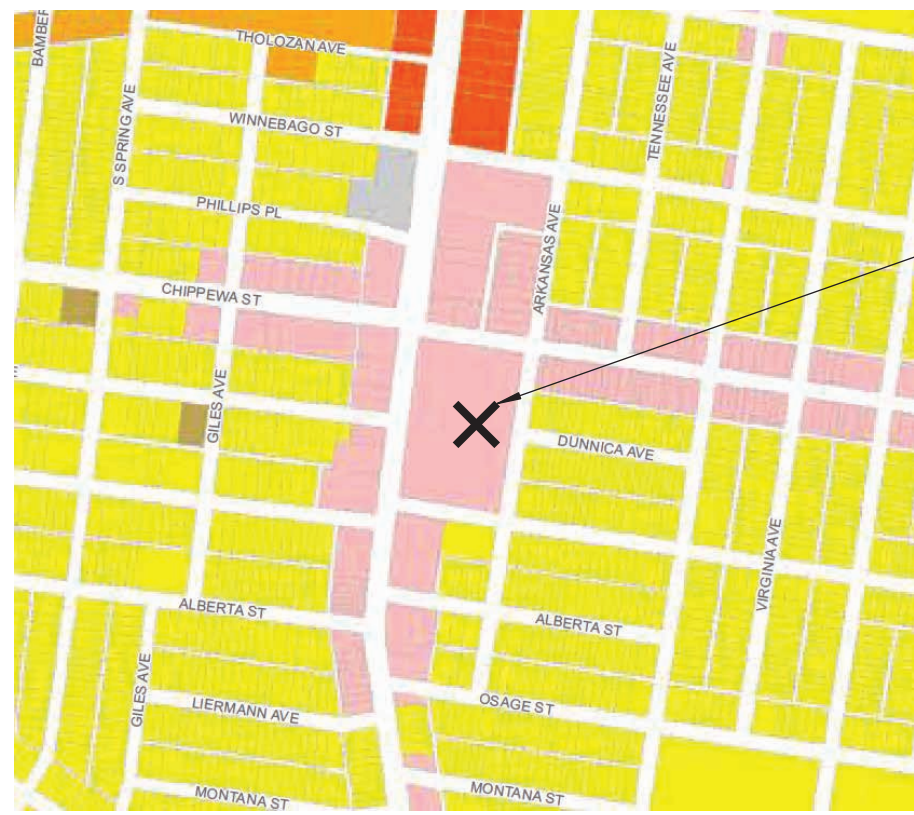 BAMBER
THOLOZAN AVE
TENNESSEE AVE
WINNEBAGO ST
S SPRING AVE
PHILLIPS PL
ARKANSAS AVE
CHIPPEWA ST
GILES AVE
DUNNICA AVE
VIRGINIA AVE
ALBERTA ST
ALBERTA ST
GILES AVE
LIERMANN AVE
OSAGE ST
MONTANA ST
MONTANA ST